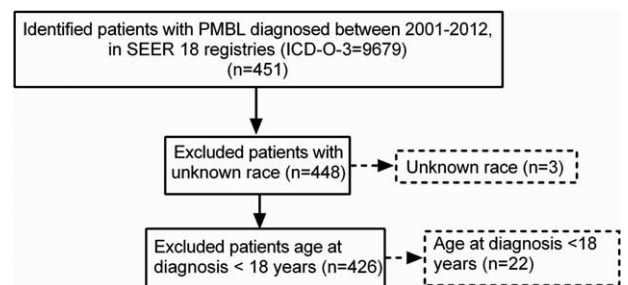 Identified patients with PMBL diagnosed between 2001-2012,
in SEER 18 registries (ICD-O-3=9679)
(n=451)
Excluded patients with
unknown race (n=448)
Unknown race (n=3)
Excluded patients age at
diagnosis < 18 years (n=426)
Age at diagnosis <18
years (n=22)